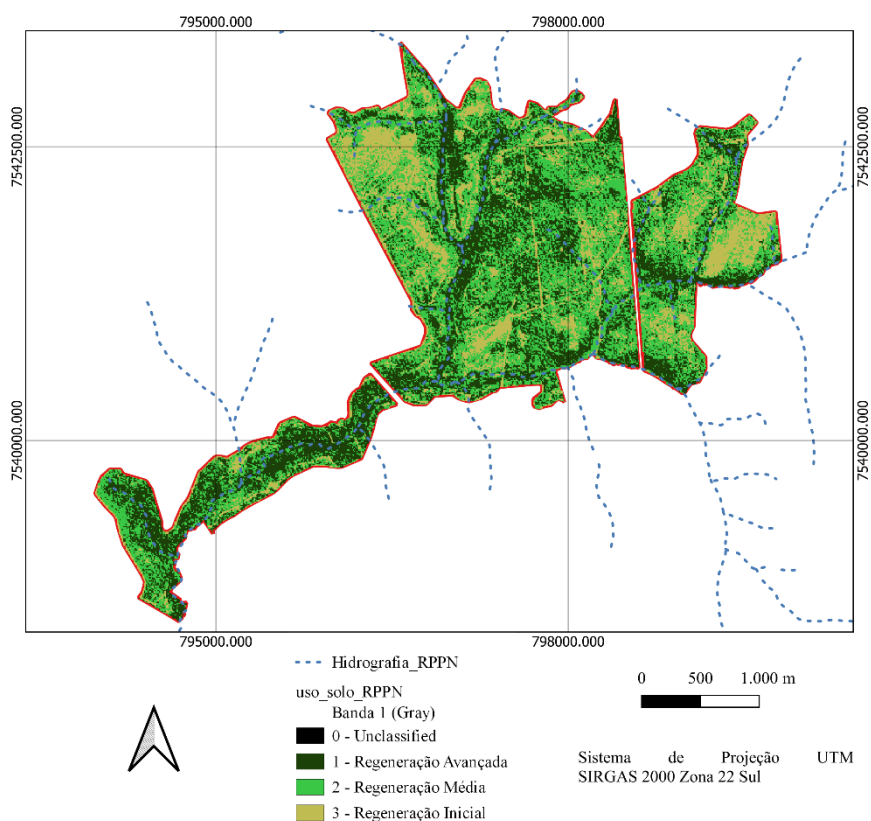 795000.000 798000.000
7542500.000 7542500.000
7540000.000 7540000.000
795000.000 798000.000
Hidrografia_RPPN
uso_solo_RPPN
Banda 1 (Gray)
0 - Unclassified
1 - Regeneração Avançada
2 - Regeneração Média
3 - Regeneração Inicial
0 500 1.000 m
Sistema de Projeção UTM
SIRGAS 2000 Zona 22 Sul